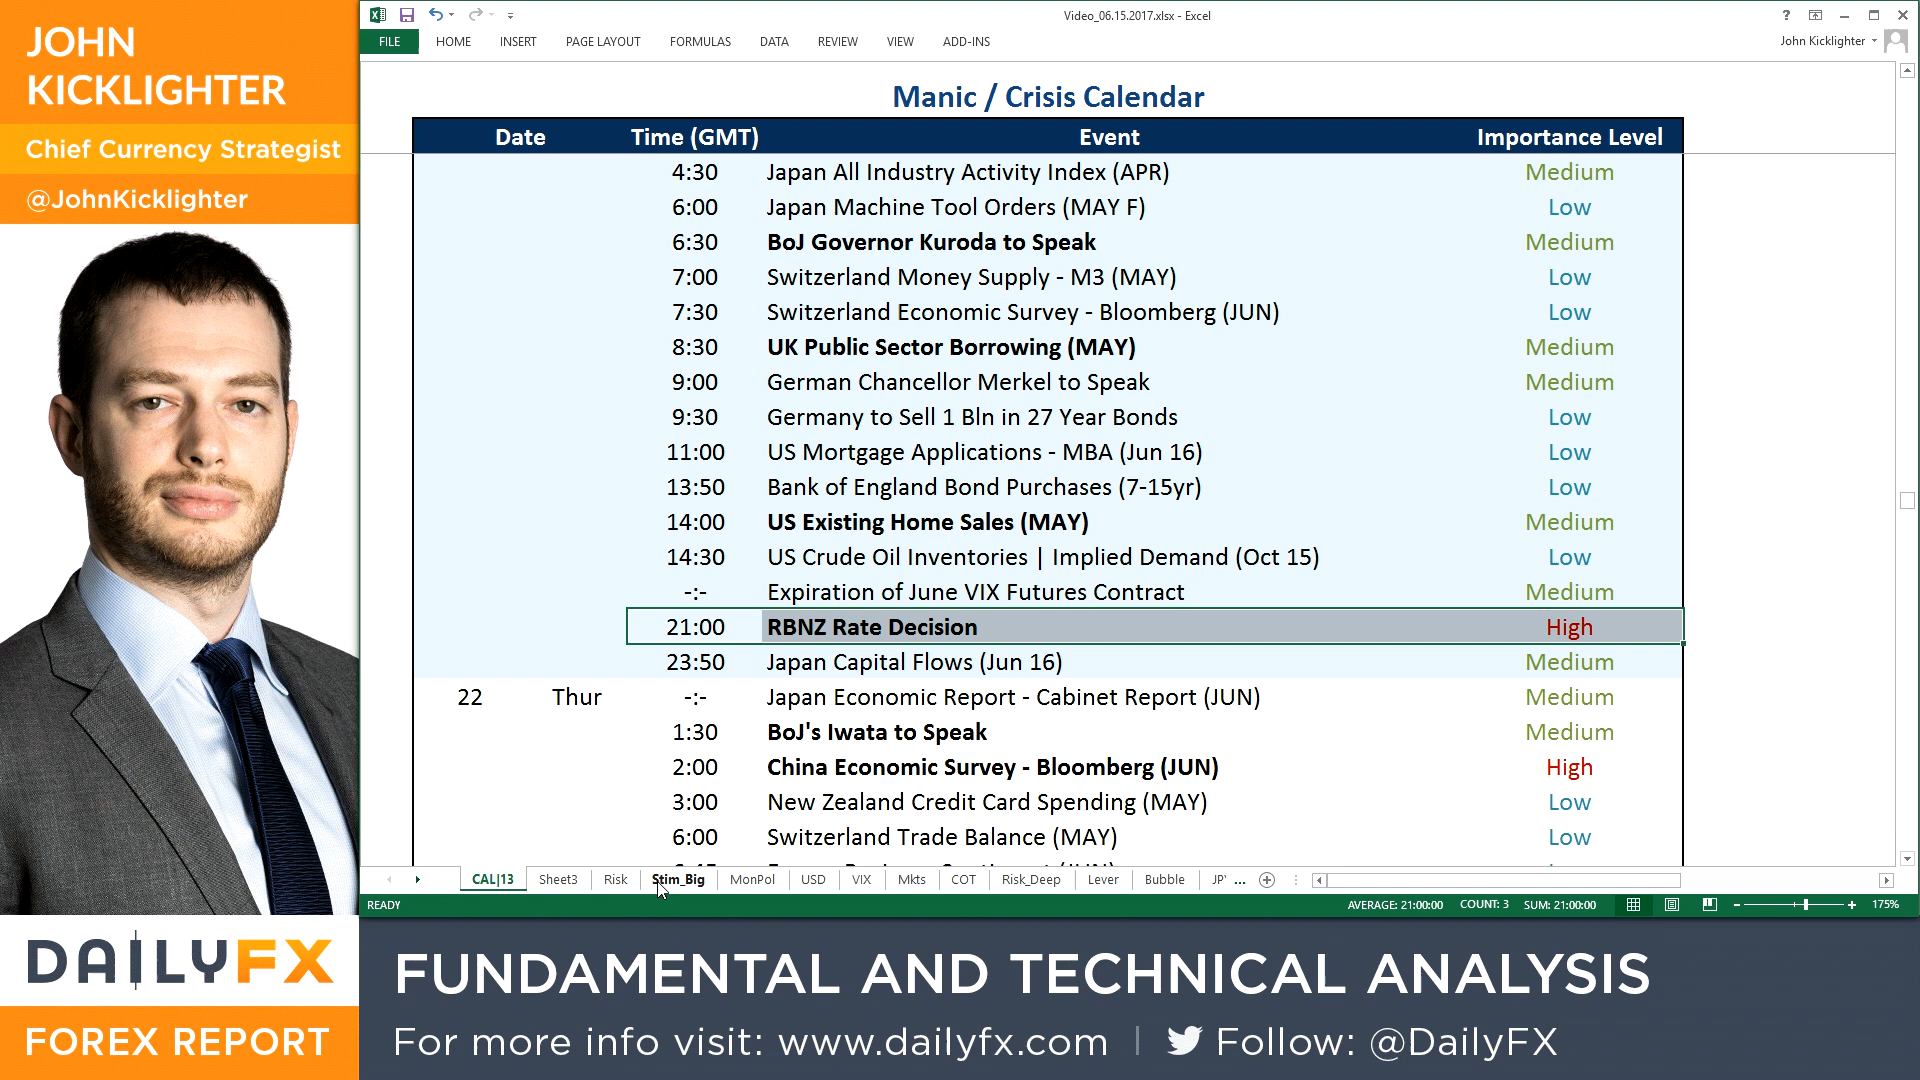 JOHN
KICKLIGHTER
Chief Currency Strategist
@JohnKicklighter
Video_06.15.2017.xlsx - Excel
?
FILE HOME INSERT PAGE LAYOUT FORMULAS DATA REVIEW VIEW ADD-INS
John Kicklighter
Manic / Crisis Calendar
Date Time (GMT) Event Importance Level
4:30 Japan All Industry Activity Index (APR) Medium
6:00 Japan Machine Tool Orders (MAY F) Low
6:30 BoJ Governor Kuroda to Speak Medium
7:00 Switzerland Money Supply - M3 (MAY) Low
7:30 Switzerland Economic Survey - Bloomberg (JUN) Low
8:30 UK Public Sector Borrowing (MAY) Medium
9:00 German Chancellor Merkel to Speak Medium
9:30 Germany to Sell 1 Bln in 27 Year Bonds Low
11:00 US Mortgage Applications - MBA (Jun 16) Low
13:50 Bank of England Bond Purchases (7-15yr) Low
14:00 US Existing Home Sales (MAY) Medium
14:30 US Crude Oil Inventories | Implied Demand (Oct 15) Low
-:- Expiration of June VIX Futures Contract Medium
21:00 RBNZ Rate Decision High
23:50 Japan Capital Flows (Jun 16) Medium
22 Thur -:- Japan Economic Report - Cabinet Report (JUN) Medium
1:30 BoJ's Iwata to Speak Medium
2:00 China Economic Survey - Bloomberg (JUN) High
3:00 New Zealand Credit Card Spending (MAY) Low
6:00 Switzerland Trade Balance (MAY) Low
CAL|13 Sheet3 Risk Stim_Big MonPol USD VIX Mkts COT Risk_Deep Lever Bubble JP' ...
READY AVERAGE: 21:00:00 COUNT: 3 SUM: 21:00:00 175%
DAILYFX
FOREX REPORT
FUNDAMENTAL AND TECHNICAL ANALYSIS
For more info visit: www.dailyfx.com | Follow: @DailyFX